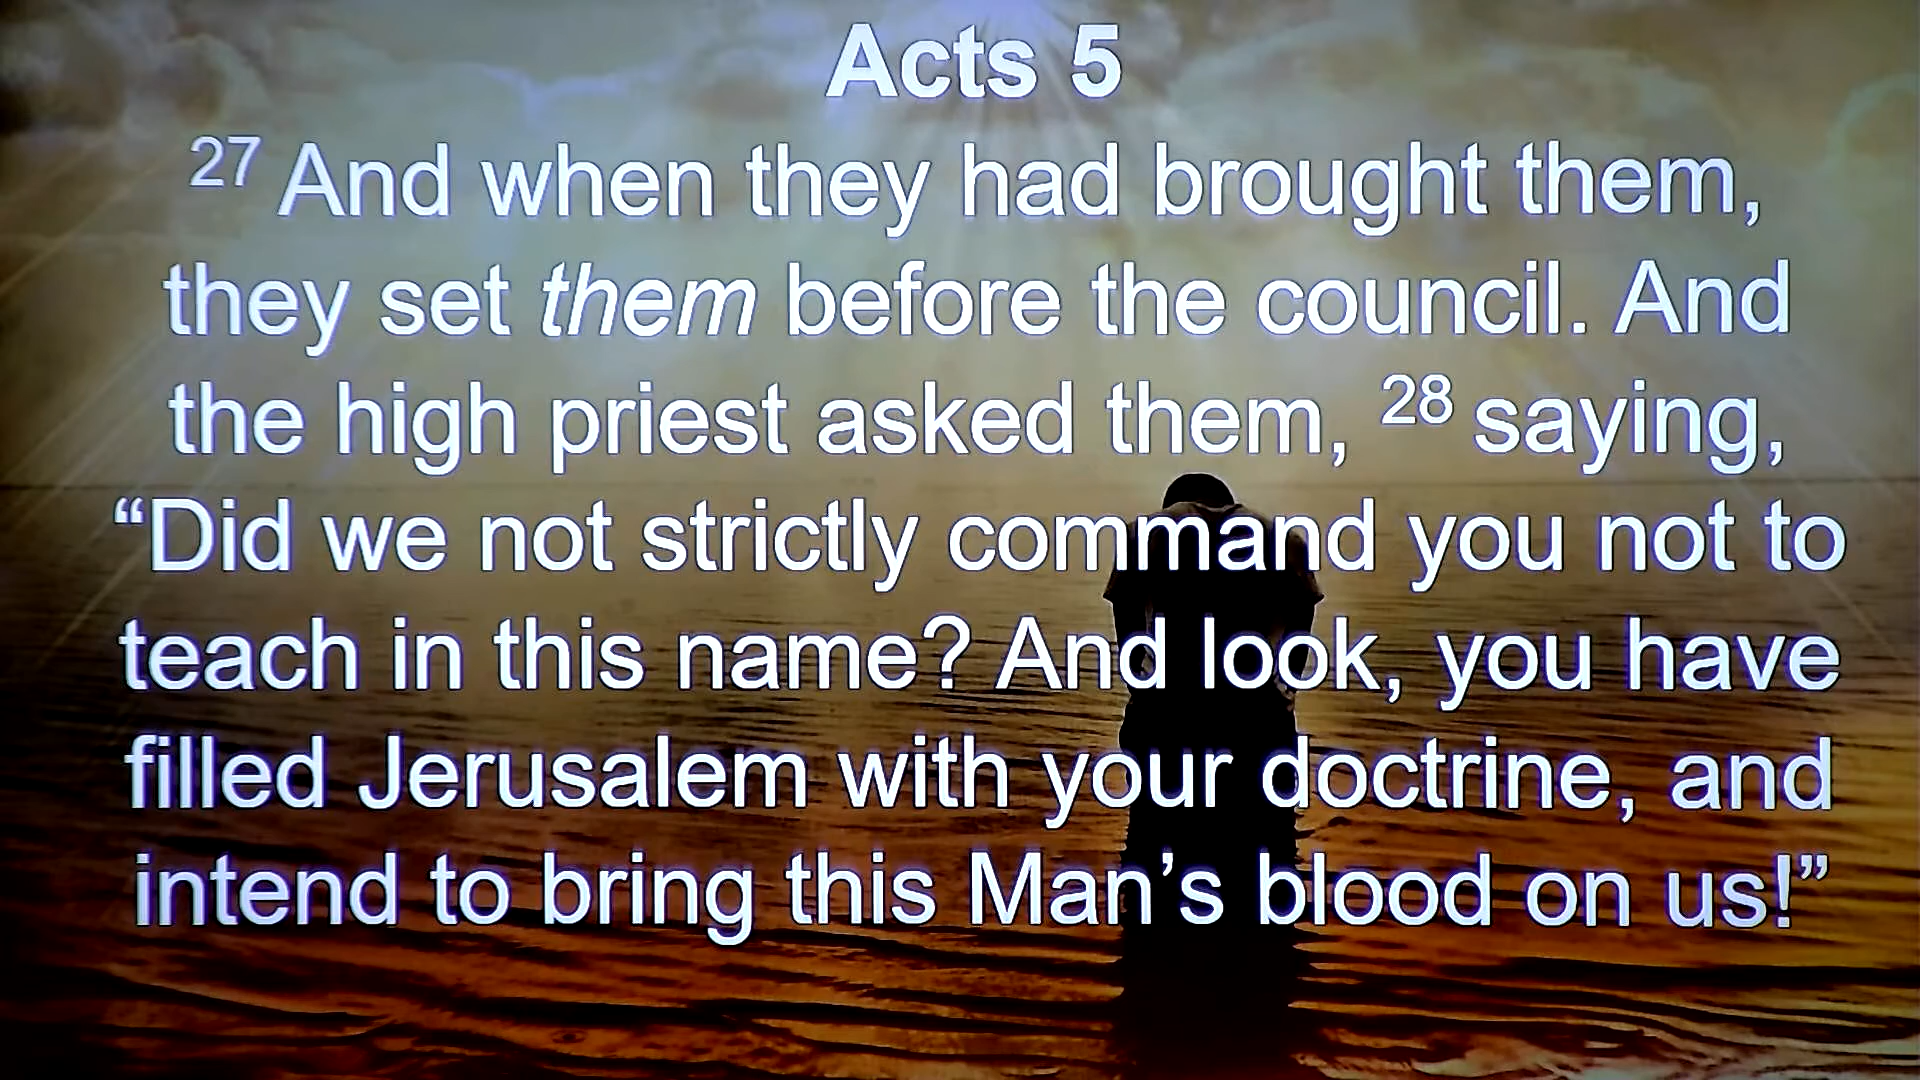 Acts 5
27 And when they had brought them,
they set them before the council. And
the high priest asked them, 28 saying,
“Did we not strictly command you not to
teach in this name? And look, you have
filled Jerusalem with your doctrine, and
intend to bring this Man’s blood on us!”